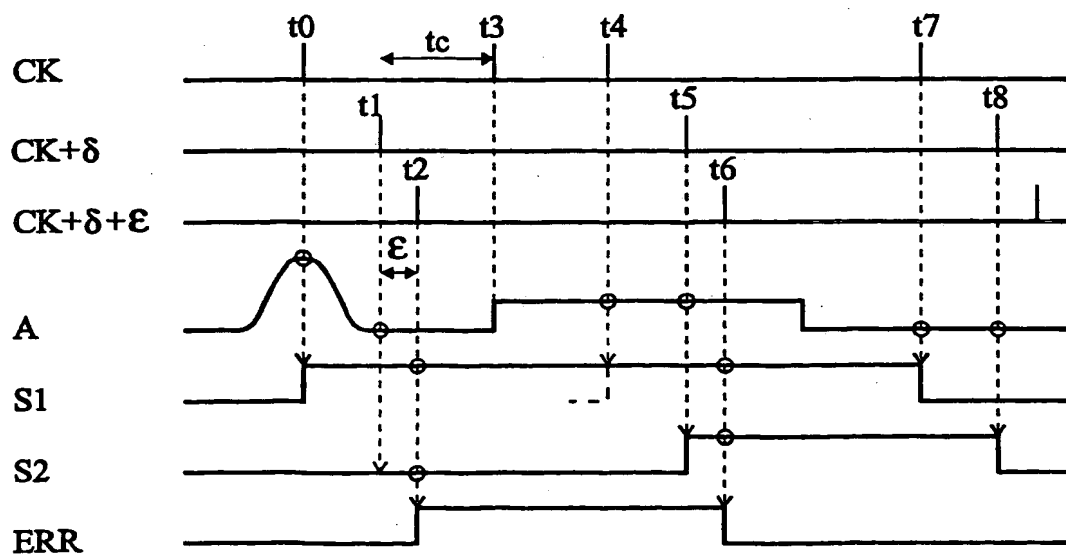 t0 tc t3 t4 t7
CK
t1 t5 t8
CK+δ
t2 t6
CK+δ+ε
ε
A
S1
S2
ERR